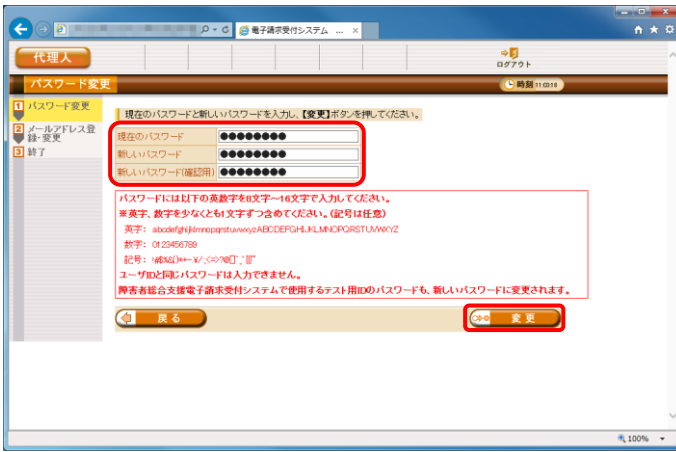 電子請求受付システム ...
代理人
ログアウト
パスワード変更
時刻 11:03:18
1 パスワード変更
2 メールアドレス登録・変更
3 終了
現在のパスワードと新しいパスワードを入力し、【変更】ボタンを押してください。
現在のパスワード ●●●●●●●●
新しいパスワード ●●●●●●●●
新しいパスワード(確認用) ●●●●●●●●
パスワードには以下の英数字を8文字~16文字で入力してください。
※英字、数字を少なくとも1文字ずつ含めてください。(記号は任意)
英字: abcdefghijklmnopqrstuvwxyzABCDEFGHIJKLMNOPQRSTUVWXYZ
数字: 0123456789
記号:
ユーザIDと同じパスワードは入力できません。
障害者総合支援電子請求受付システムで使用するテスト用IDのパスワードも、新しいパスワードに変更されます。
戻る
変更
100%